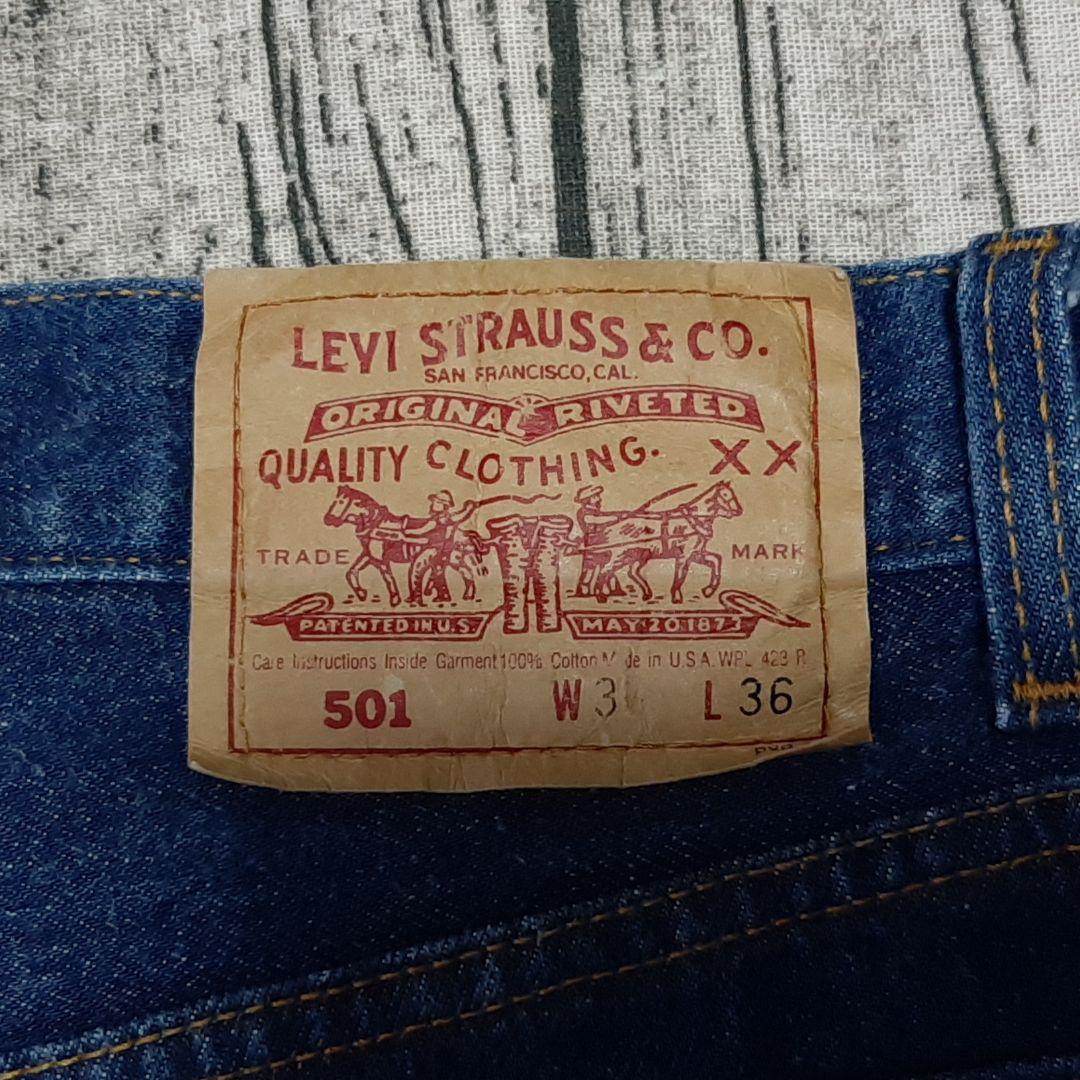 LEVI STRAUSS & CO.
SAN FRANCISCO, CAL.
ORIGINAL RIVETED
QUALITY CLOTHING. XX
TRADE MARK
PATENTED IN U.S. MAY 20 1873
Care Instructions Inside Garment 100% Cotton in U.S.A. WPL 423
501 W 3 L 36